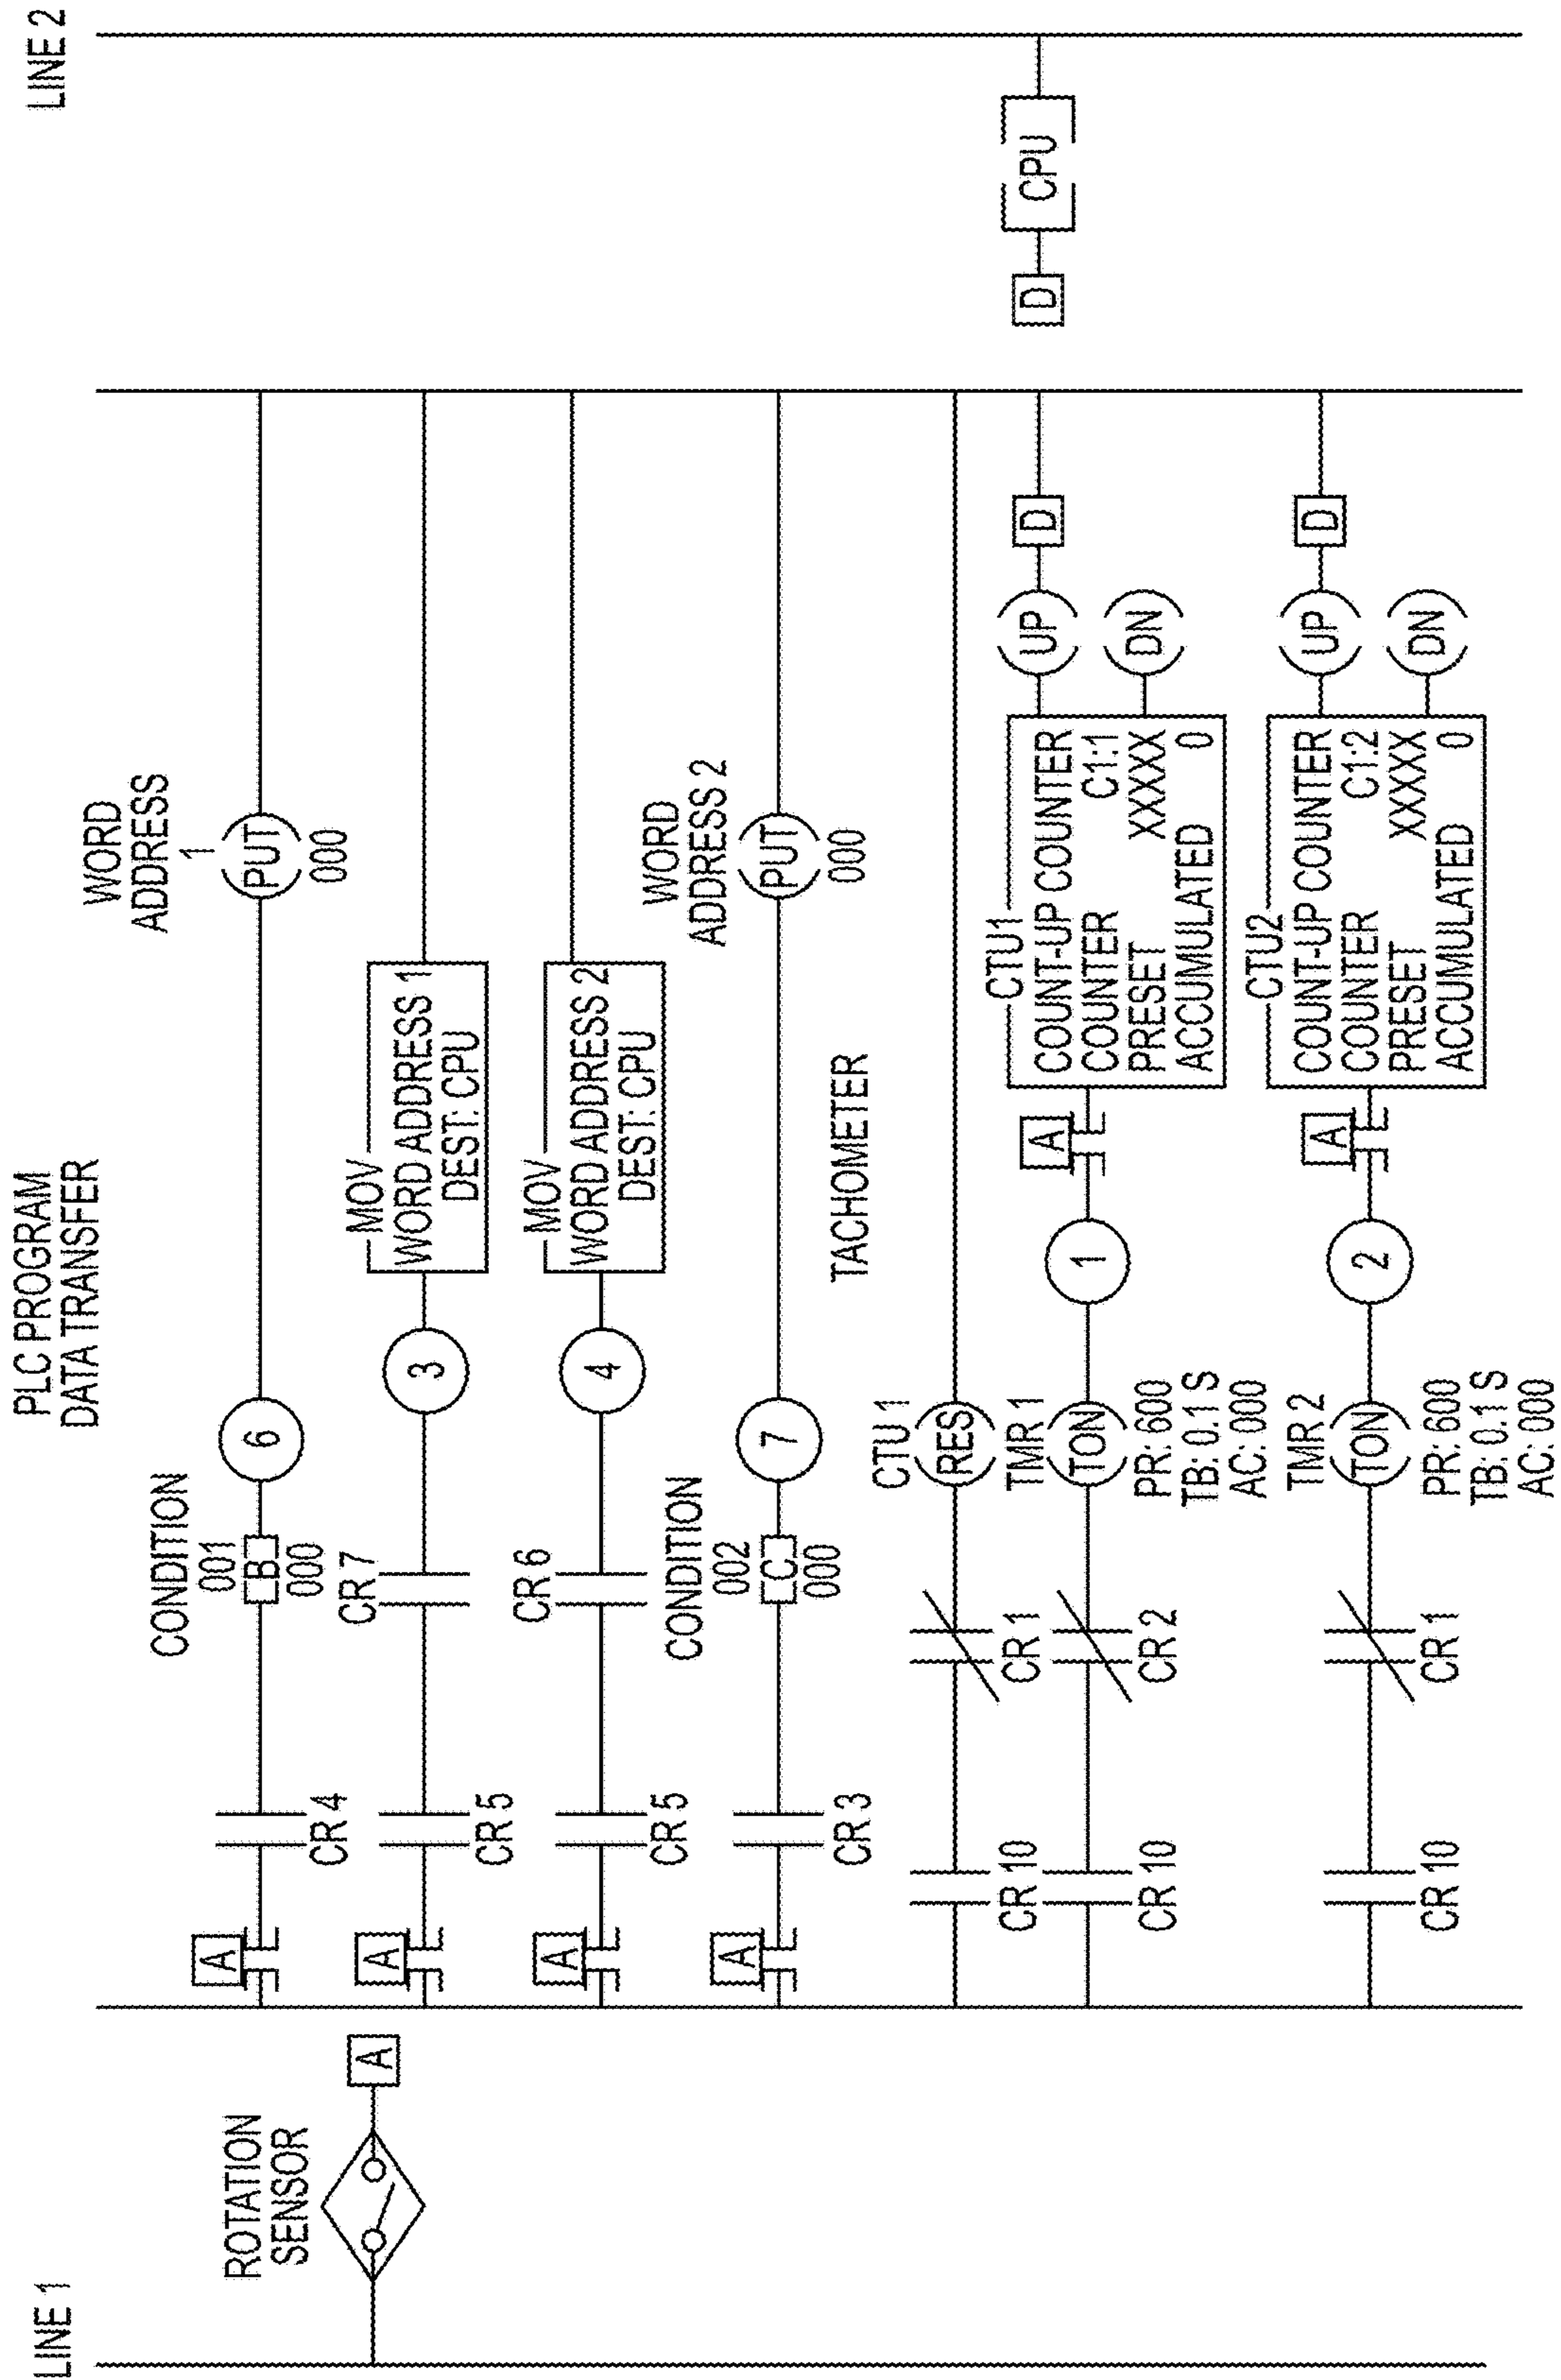 LINE 1
PLC PROGRAM
DATA TRANSFER
LINE 2
ROTATION
SENSOR
A
A
CR 4
CONDITION
001
B
000
6
WORD
ADDRESS
1
PUT
000
A
CR 5
CR 7
3
MOV
WORD ADDRESS 1
DEST: CPU
A
CR 5
CR 6
4
MOV
WORD ADDRESS 2
DEST: CPU
A
CR 3
CONDITION
002
C
000
7
WORD
ADDRESS 2
PUT
000
TACHOMETER
CR 10
CR 1
CTU 1
RES
CR 10
CR 2
TMR 1
TON
PR: 600
TB: 0.1 S
AC: 000
1
A
CTU1
COUNT-UP COUNTER
COUNTER C1:1
PRESET XXXXX
ACCUMULATED 0
UP
DN
D
D
CPU
CR 10
CR 1
TMR 2
TON
PR: 600
TB: 0.1 S
AC: 000
2
A
CTU2
COUNT-UP COUNTER
COUNTER C1:2
PRESET XXXXX
ACCUMULATED 0
UP
DN
D